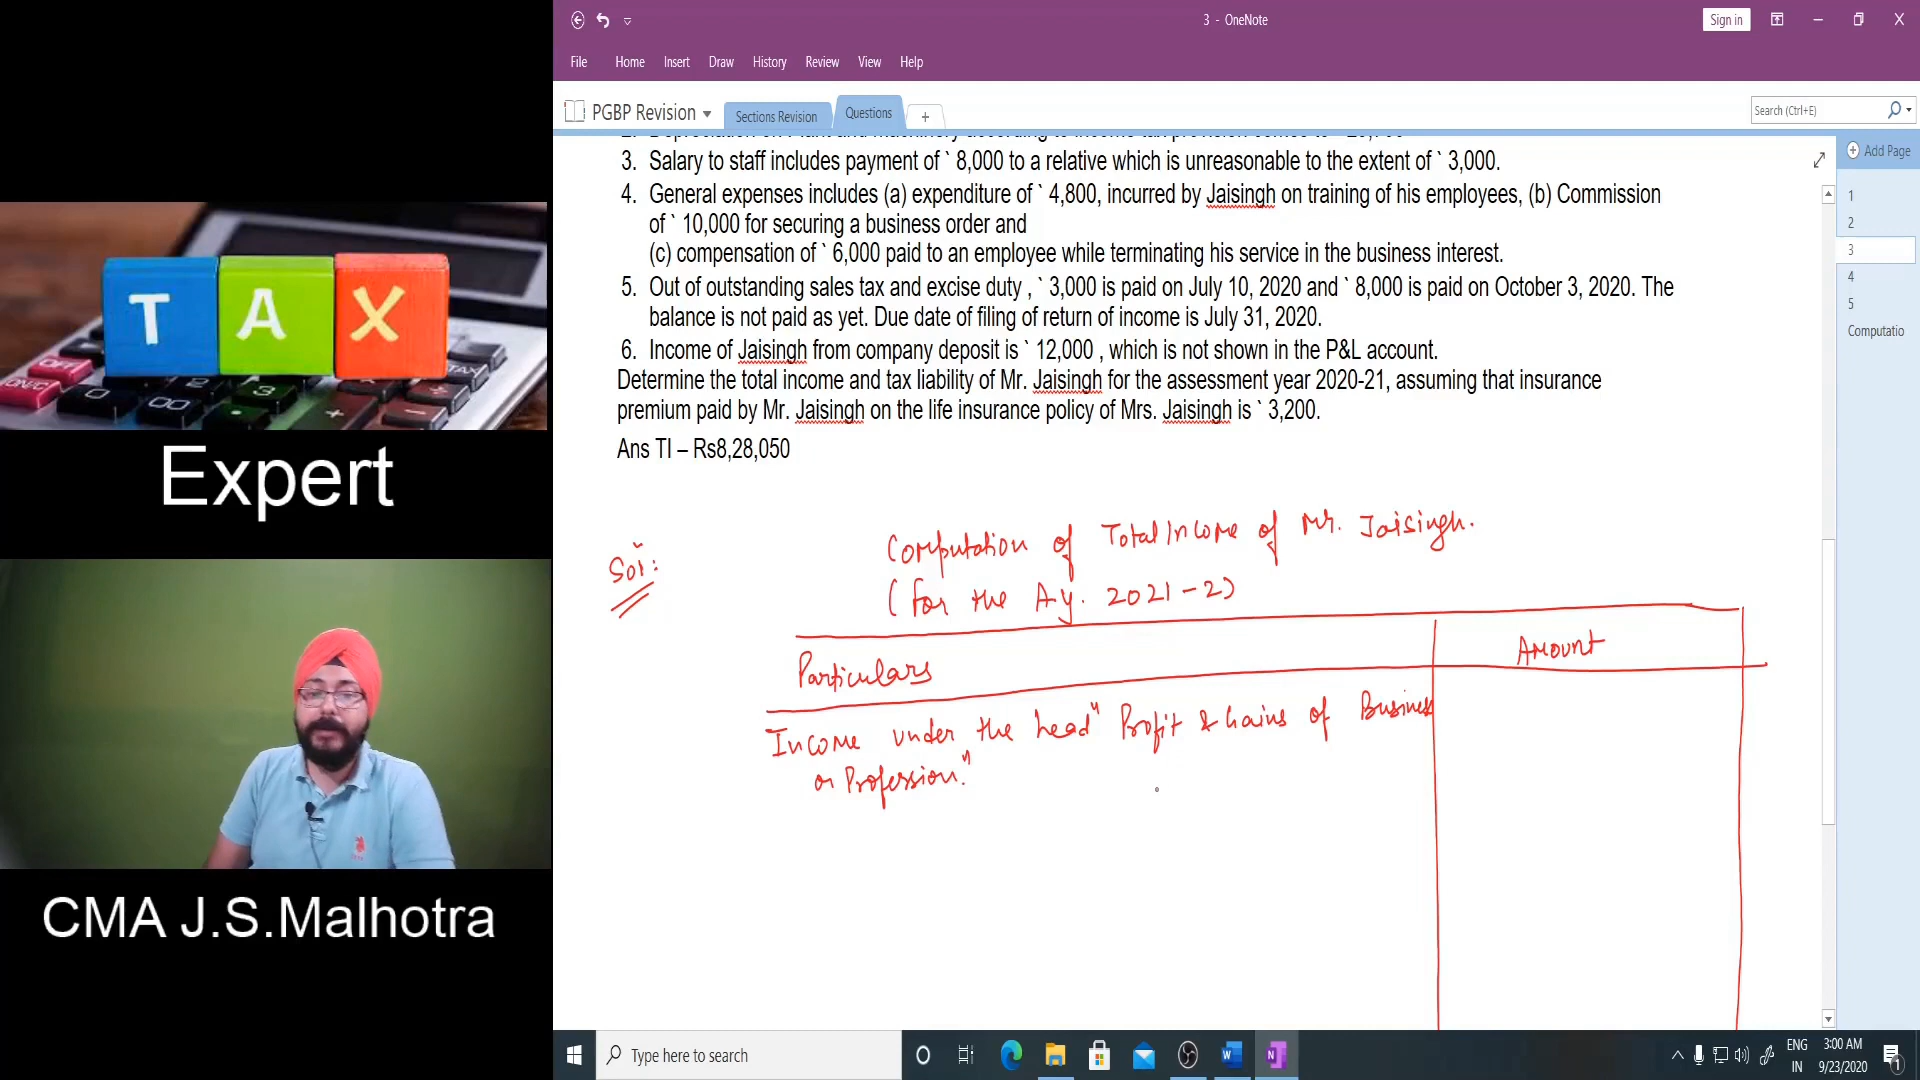 3 - OneNote
Sign in
File Home Insert Draw History Review View Help
PGBP Revision
Sections Revision
Questions
Search (Ctrl+E)
Add Page
1
2
3
4
5
Computatio
3. Salary to staff includes payment of ` 8,000 to a relative which is unreasonable to the extent of ` 3,000.
4. General expenses includes (a) expenditure of ` 4,800, incurred by Jaisingh on training of his employees, (b) Commission
of ` 10,000 for securing a business order and
(c) compensation of ` 6,000 paid to an employee while terminating his service in the business interest.
5. Out of outstanding sales tax and excise duty , ` 3,000 is paid on July 10, 2020 and ` 8,000 is paid on October 3, 2020. The
balance is not paid as yet. Due date of filing of return of income is July 31, 2020.
6. Income of Jaisingh from company deposit is ` 12,000 , which is not shown in the P&L account.
Determine the total income and tax liability of Mr. Jaisingh for the assessment year 2020-21, assuming that insurance
premium paid by Mr. Jaisingh on the life insurance policy of Mrs. Jaisingh is ` 3,200.
Ans TI – Rs8,28,050
Sol:
Computation of Total Income of Mr. Jaisingh.
(for the A.y. 2021-22)
Particulars
Amount
Income under the head " Profit & Gains of Business
or Profession."
TAX
Expert
CMA J.S.Malhotra
Type here to search
ENG
IN
3:00 AM
9/23/2020
1